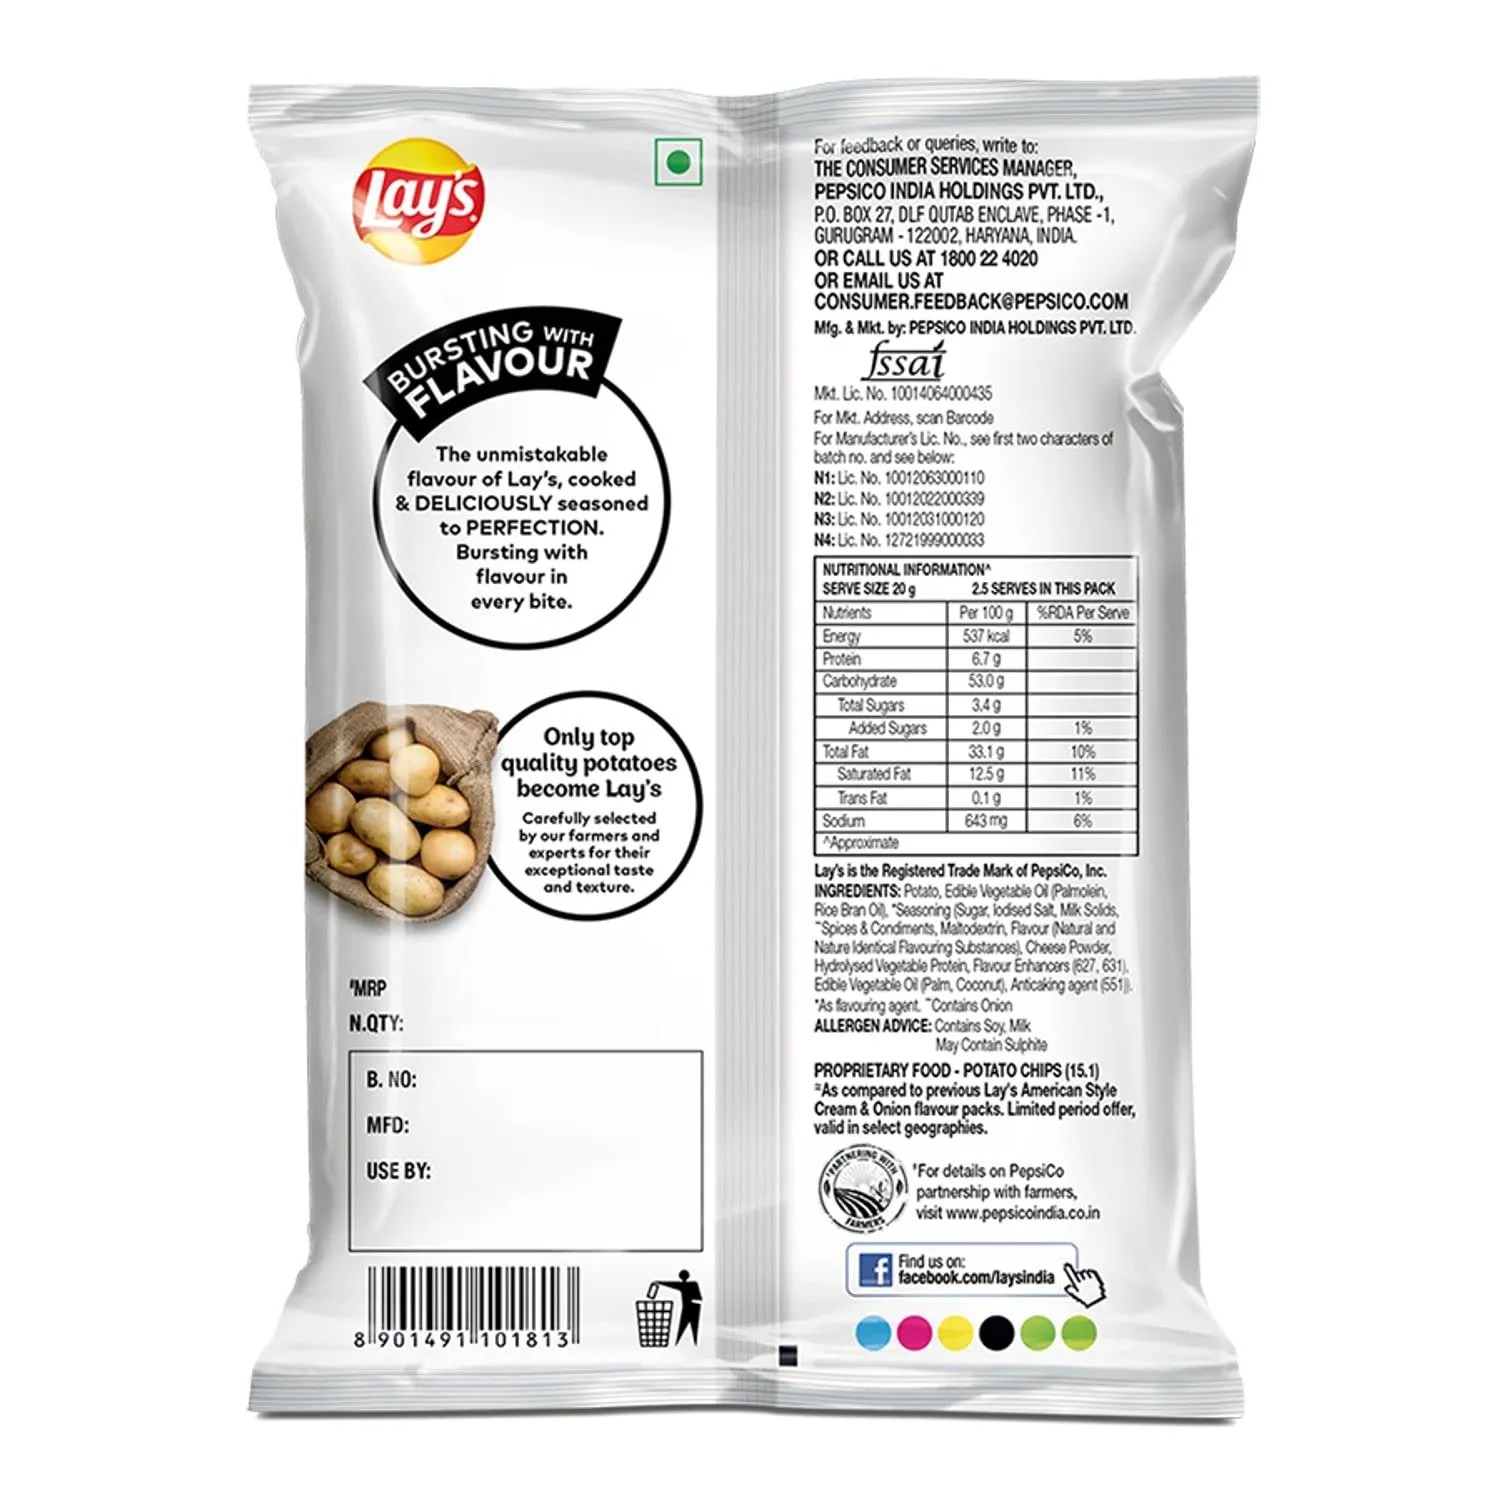 Lay's
BURSTING WITH
FLAVOUR
The unmistakable
flavour of Lay's, cooked
& DELICIOUSLY seasoned
to PERFECTION.
Bursting with
flavour in
every bite.
Only top
quality potatoes
become Lay's
Carefully selected
by our farmers and
experts for their
exceptional taste
and texture.
#MRP
N.QTY:
B. NO:
MFD:
USE BY:
8 901491 101813
For feedback or queries, write to:
THE CONSUMER SERVICES MANAGER,
PEPSICO INDIA HOLDINGS PVT. LTD.,
P.O. BOX 27, DLF QUTAB ENCLAVE, PHASE -1,
GURUGRAM - 122002, HARYANA, INDIA.
OR CALL US AT 1800 22 4020
OR EMAIL US AT
CONSUMER.FEEDBACK@PEPSICO.COM
Mfg. & Mkt. by: PEPSICO INDIA HOLDINGS PVT. LTD.
fssai
Mkt. Lic. No. 10014064000435
For Mkt. Address, scan Barcode
For Manufacturer's Lic. No., see first two characters of
batch no. and see below:
N1: Lic. No. 10012063000110
N2: Lic. No. 10012022000339
N3: Lic. No. 10012031000120
N4: Lic. No. 12721999000033
NUTRITIONAL INFORMATION^
SERVE SIZE 20 g 2.5 SERVES IN THIS PACK
Nutrients Per 100 g %RDA Per Serve
Energy 537 kcal 5%
Protein 6.7 g
Carbohydrate 53.0 g
Total Sugars 3.4 g
Added Sugars 2.0 g 1%
Total Fat 33.1 g 10%
Saturated Fat 12.5 g 11%
Trans Fat 0.1 g 1%
Sodium 643 mg 6%
^Approximate
Lay's is the Registered Trade Mark of PepsiCo, Inc.
INGREDIENTS: Potato, Edible Vegetable Oil (Palmolein,
Rice Bran Oil), *Seasoning (Sugar, Iodised Salt, Milk Solids,
~Spices & Condiments, Maltodextrin, Flavour (Natural and
Nature Identical Flavouring Substances), Cheese Powder,
Hydrolysed Vegetable Protein, Flavour Enhancers (627, 631),
Edible Vegetable Oil (Palm, Coconut), Anticaking agent (551)).
*As flavouring agent. ~Contains Onion
ALLERGEN ADVICE: Contains Soy, Milk
May Contain Sulphite
PROPRIETARY FOOD - POTATO CHIPS (15.1)
≈As compared to previous Lay's American Style
Cream & Onion flavour packs. Limited period offer,
valid in select geographies.
PARTNERING WITH
FARMERS
†For details on PepsiCo
partnership with farmers,
visit www.pepsicoindia.co.in
f
Find us on:
facebook.com/laysindia